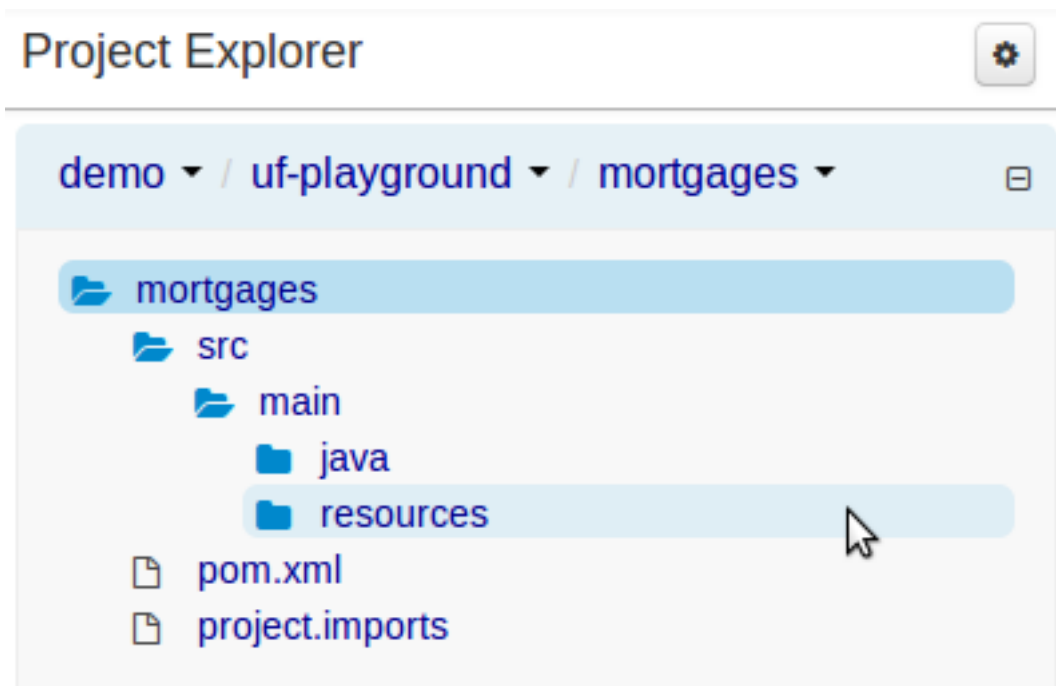 Project Explorer
demo / uf-playground / mortgages
mortgages
src
main
java
resources
pom.xml
project.imports